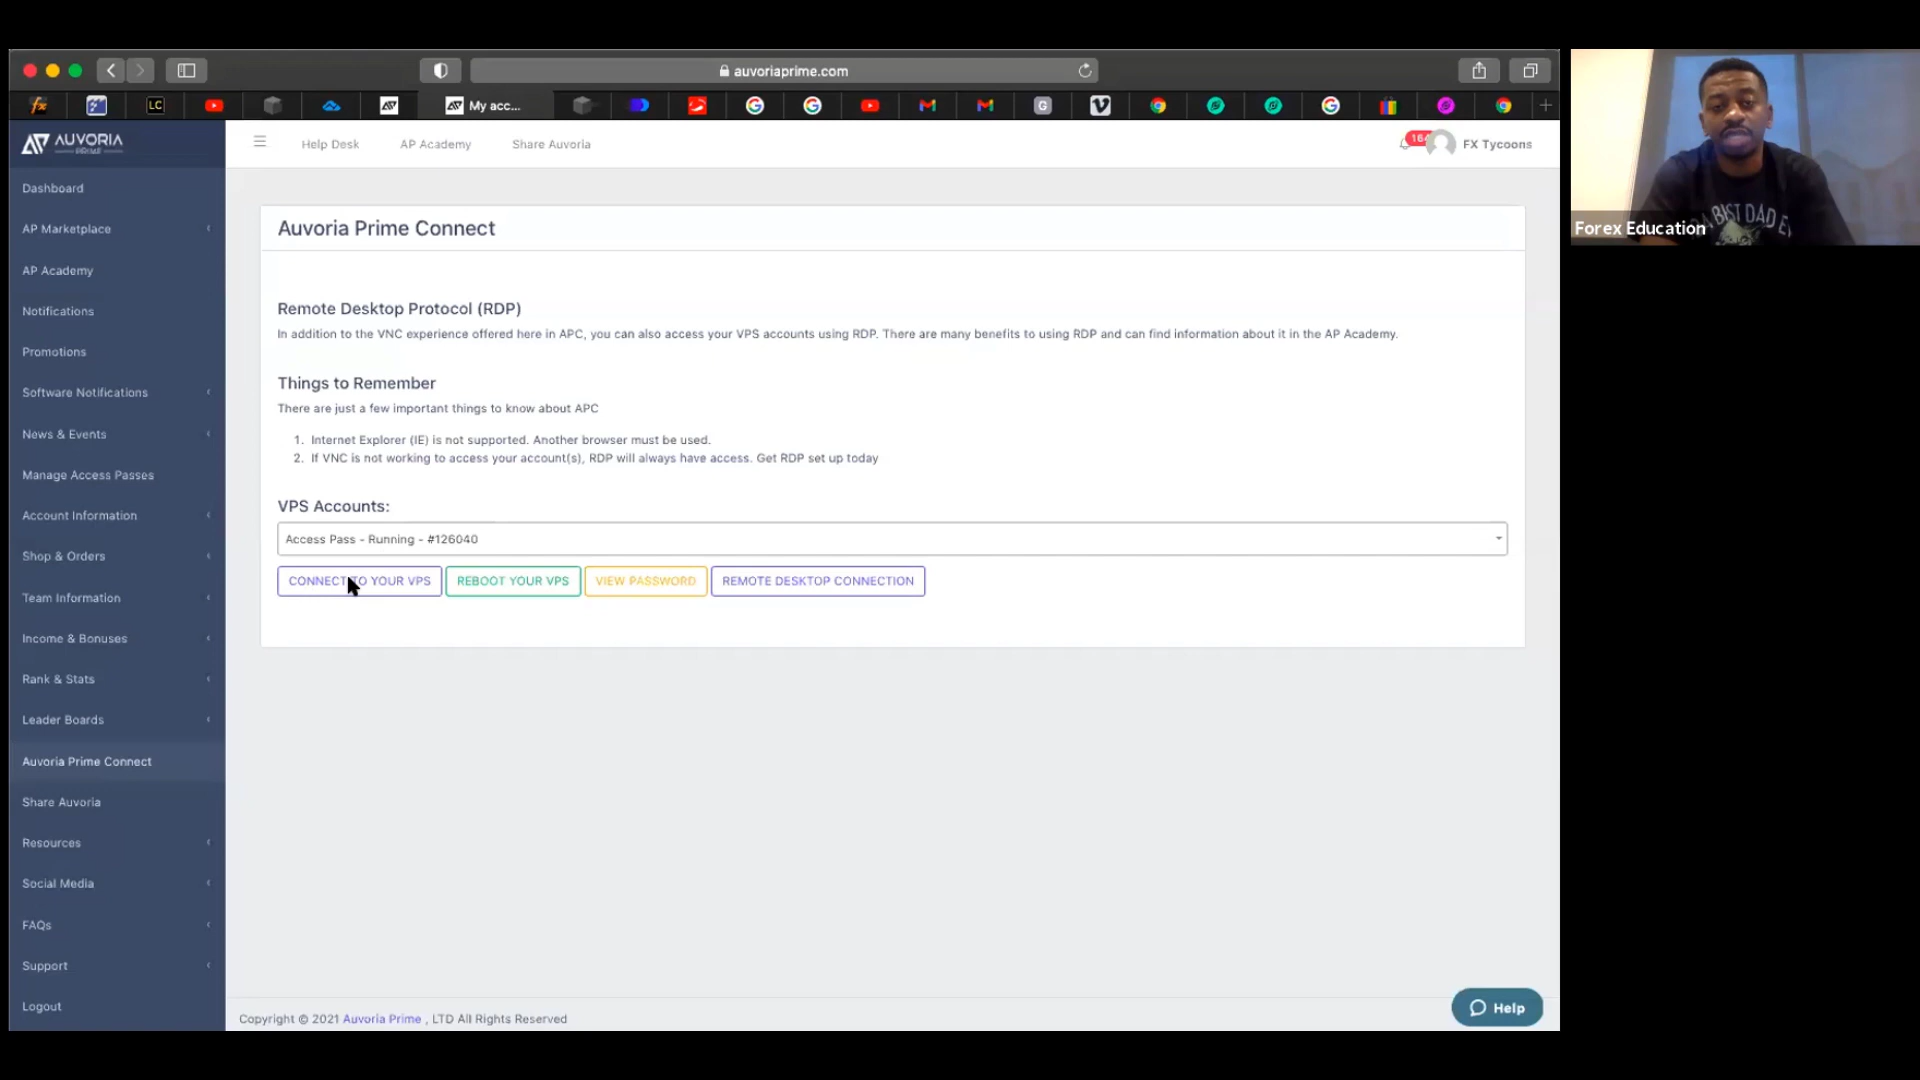 auvoriaprime.com
fx
LC
My acc...
G
AUVORIA
PRIME
Help Desk
AP Academy
Share Auvoria
164
FX Tycoons
Dashboard
AP Marketplace
AP Academy
Notifications
Promotions
Software Notifications
News & Events
Manage Access Passes
Account Information
Shop & Orders
Team Information
Income & Bonuses
Rank & Stats
Leader Boards
Auvoria Prime Connect
Share Auvoria
Resources
Social Media
FAQs
Support
Logout
Auvoria Prime Connect
Remote Desktop Protocol (RDP)
In addition to the VNC experience offered here in APC, you can also access your VPS accounts using RDP. There are many benefits to using RDP and can find information about it in the AP Academy.
Things to Remember
There are just a few important things to know about APC
1. Internet Explorer (IE) is not supported. Another browser must be used.
2. If VNC is not working to access your account(s), RDP will always have access. Get RDP set up today
VPS Accounts:
Access Pass - Running - #126040
CONNECT TO YOUR VPS
REBOOT YOUR VPS
VIEW PASSWORD
REMOTE DESKTOP CONNECTION
Copyright © 2021 Auvoria Prime , LTD All Rights Reserved
Help
DAD
Forex Education